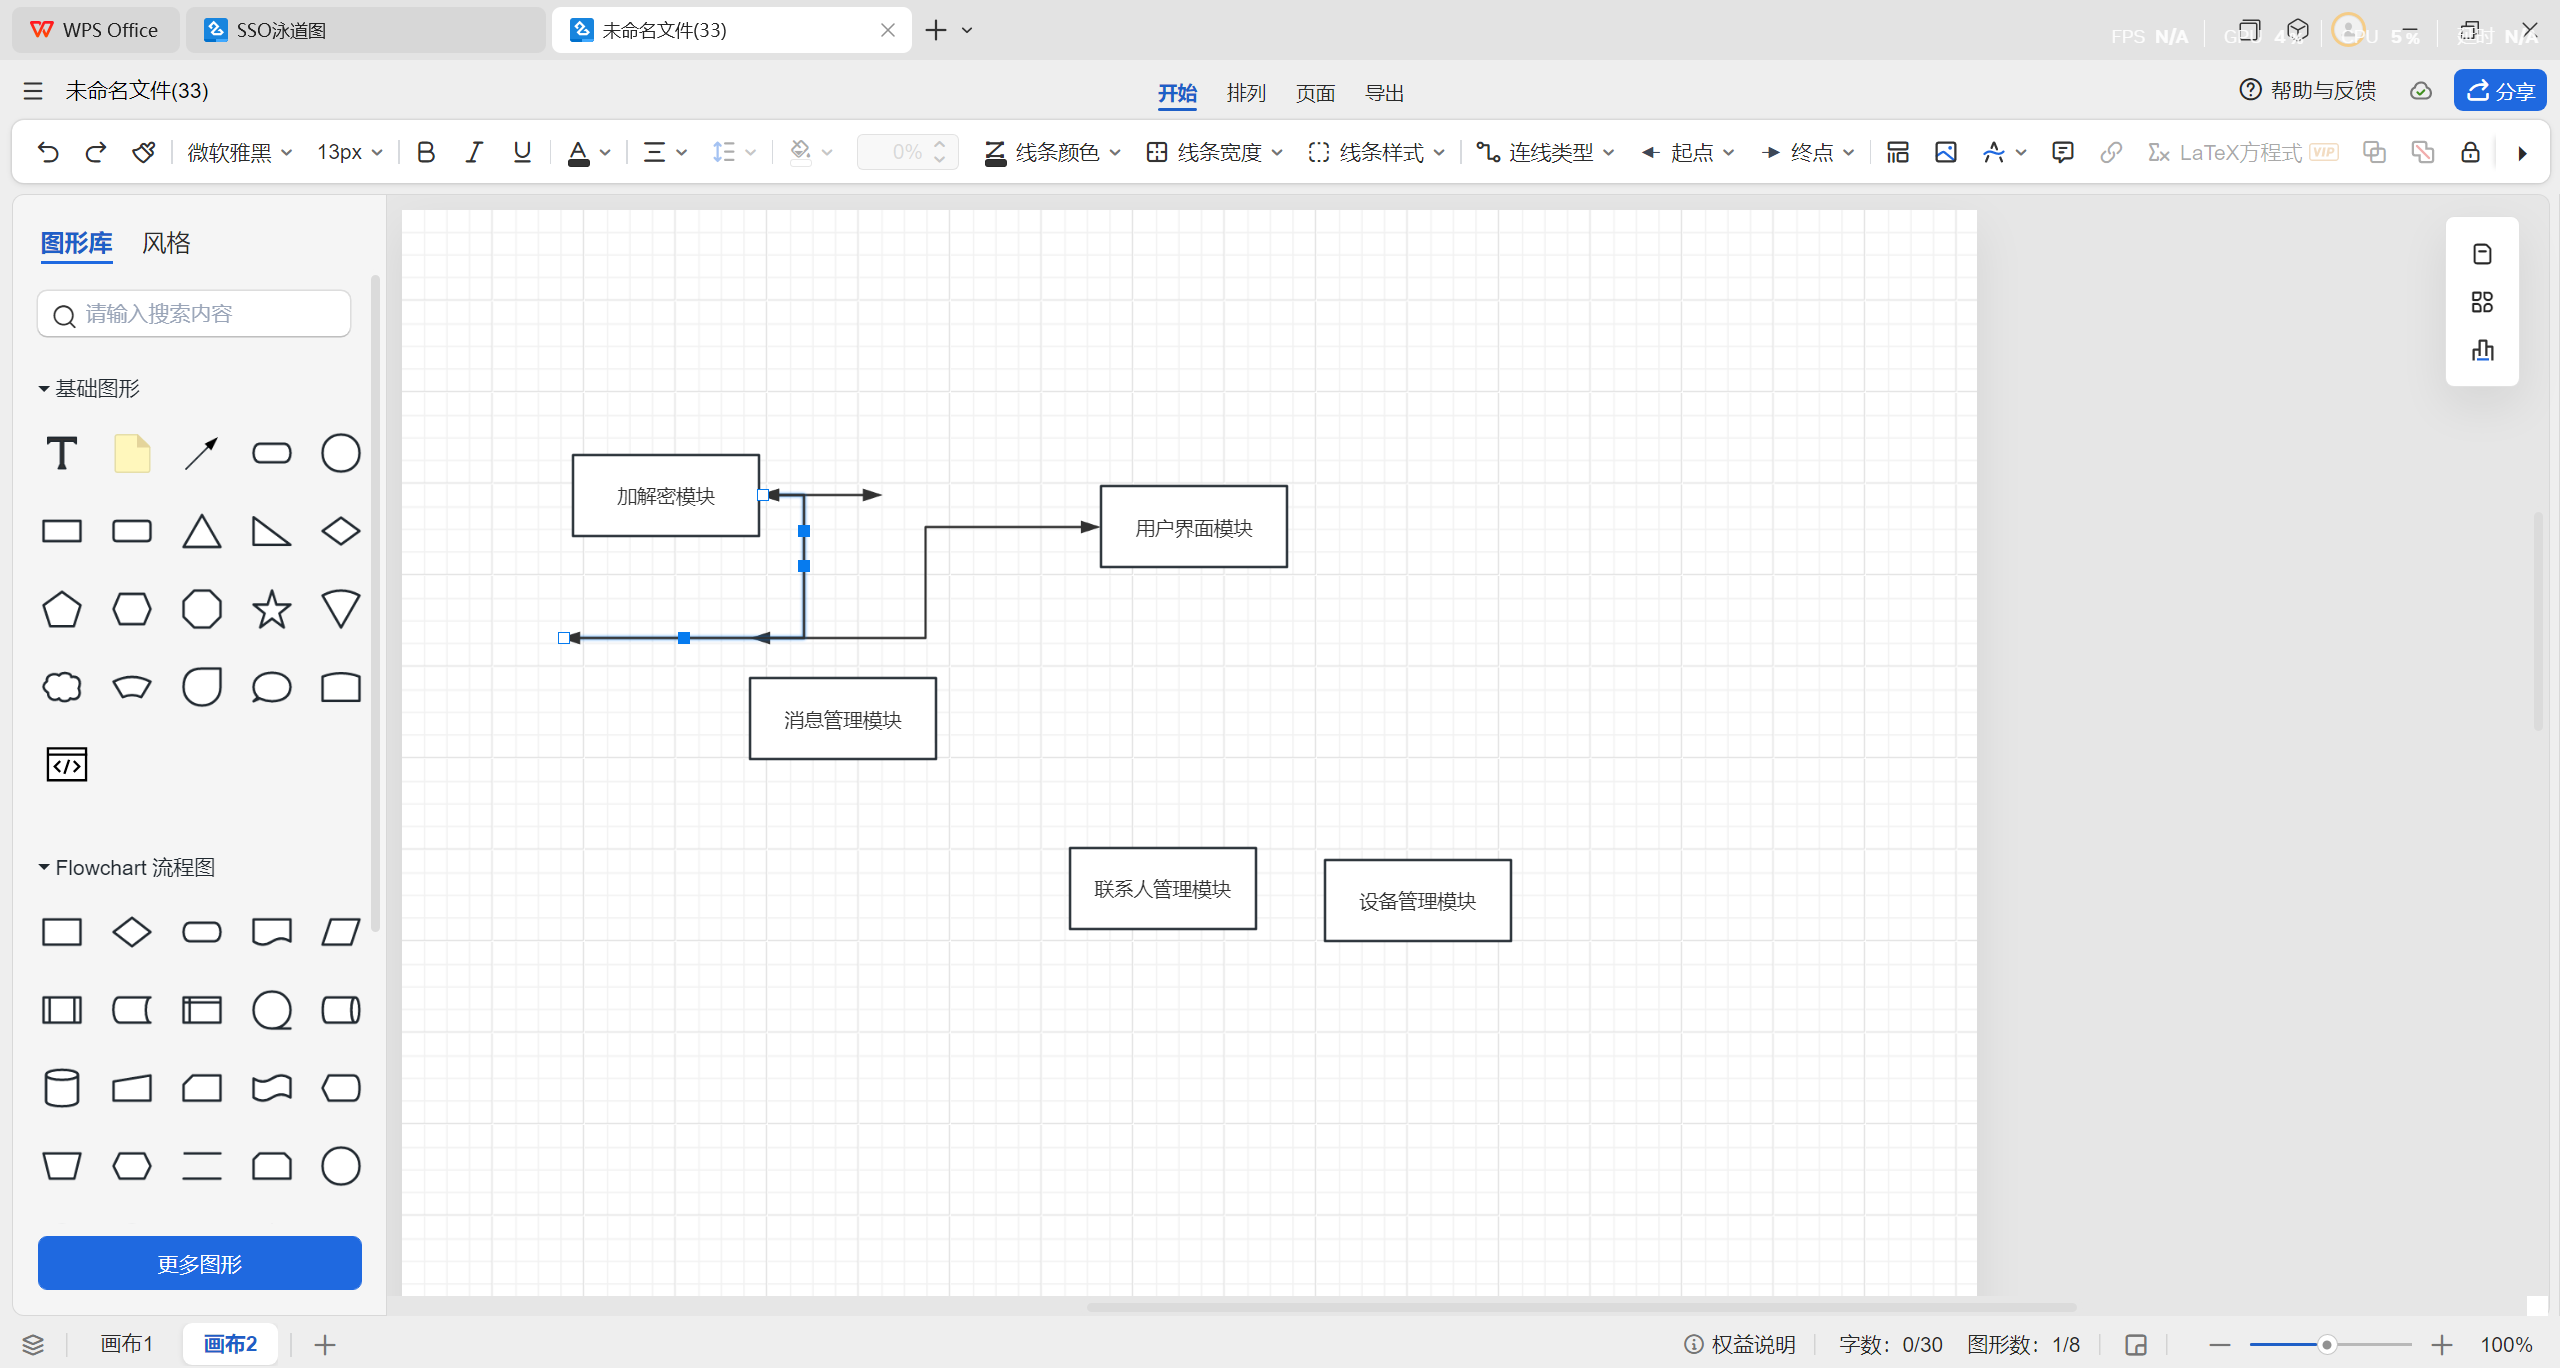 WPS Office
SSO泳道图
未命名文件(33)
FPS N/A
GPU 4%
CPU 5%
延时 N/A
未命名文件(33)
开始
排列
页面
导出
帮助与反馈
分享
微软雅黑
13px
B
I
U
A
0%
线条颜色
线条宽度
线条样式
连线类型
起点
终点
LaTeX方程式
VIP
图形库
风格
请输入搜索内容
基础图形
T
Flowchart 流程图
更多图形
加解密模块
用户界面模块
消息管理模块
联系人管理模块
设备管理模块
画布1
画布2
权益说明
字数：0/30
图形数：1/8
100%